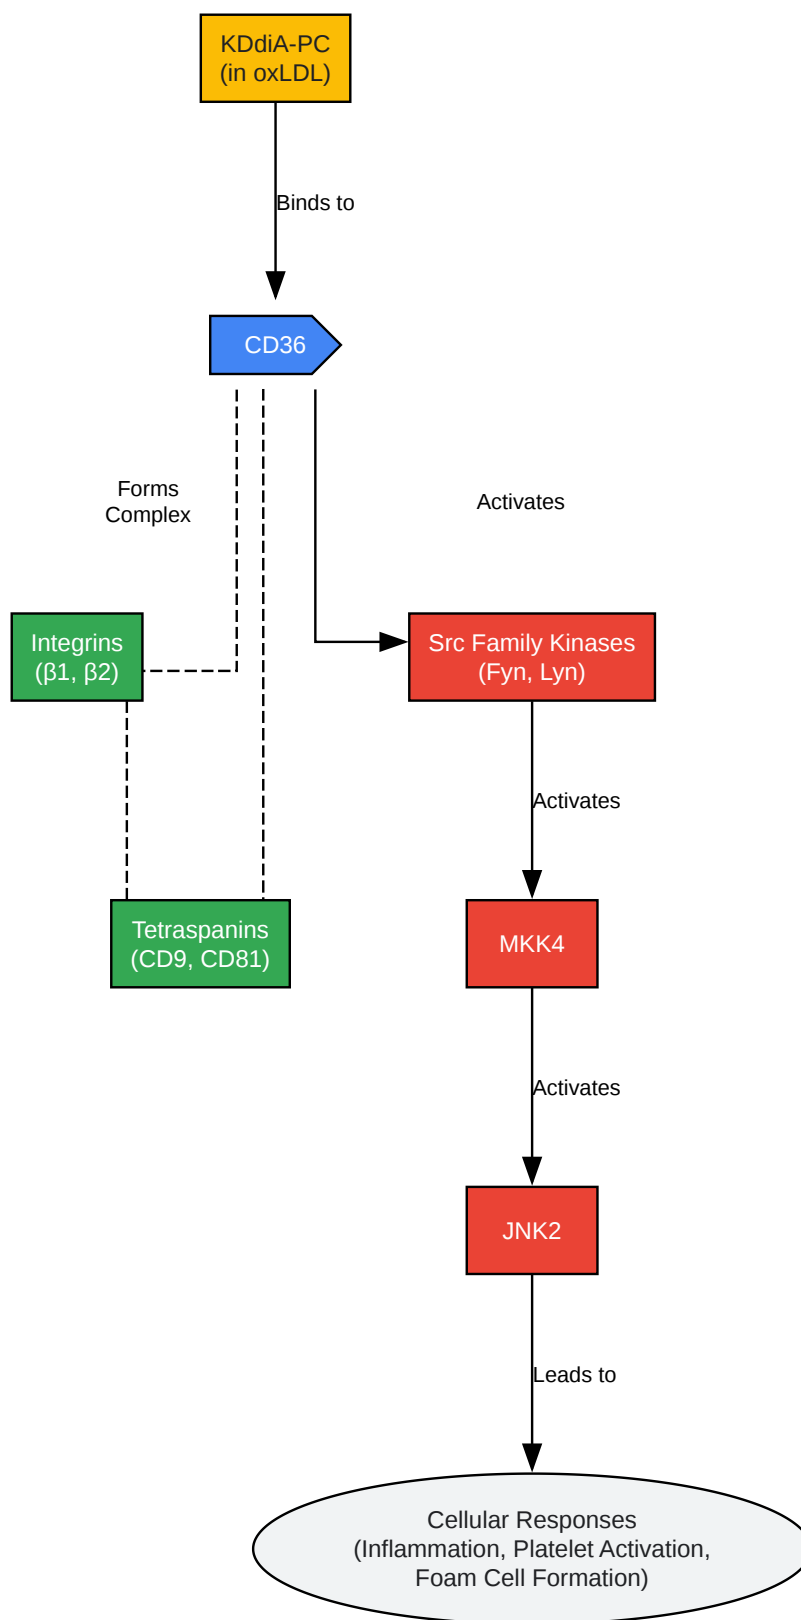 KDdiA-PC
(in oxLDL)
Binds to
CD36
Forms
Complex
Activates
Integrins
(β1, β2)
Src Family Kinases
(Fyn, Lyn)
Activates
Tetraspanins
(CD9, CD81)
MKK4
Activates
JNK2
Leads to
Cellular Responses
(Inflammation, Platelet Activation,
Foam Cell Formation)